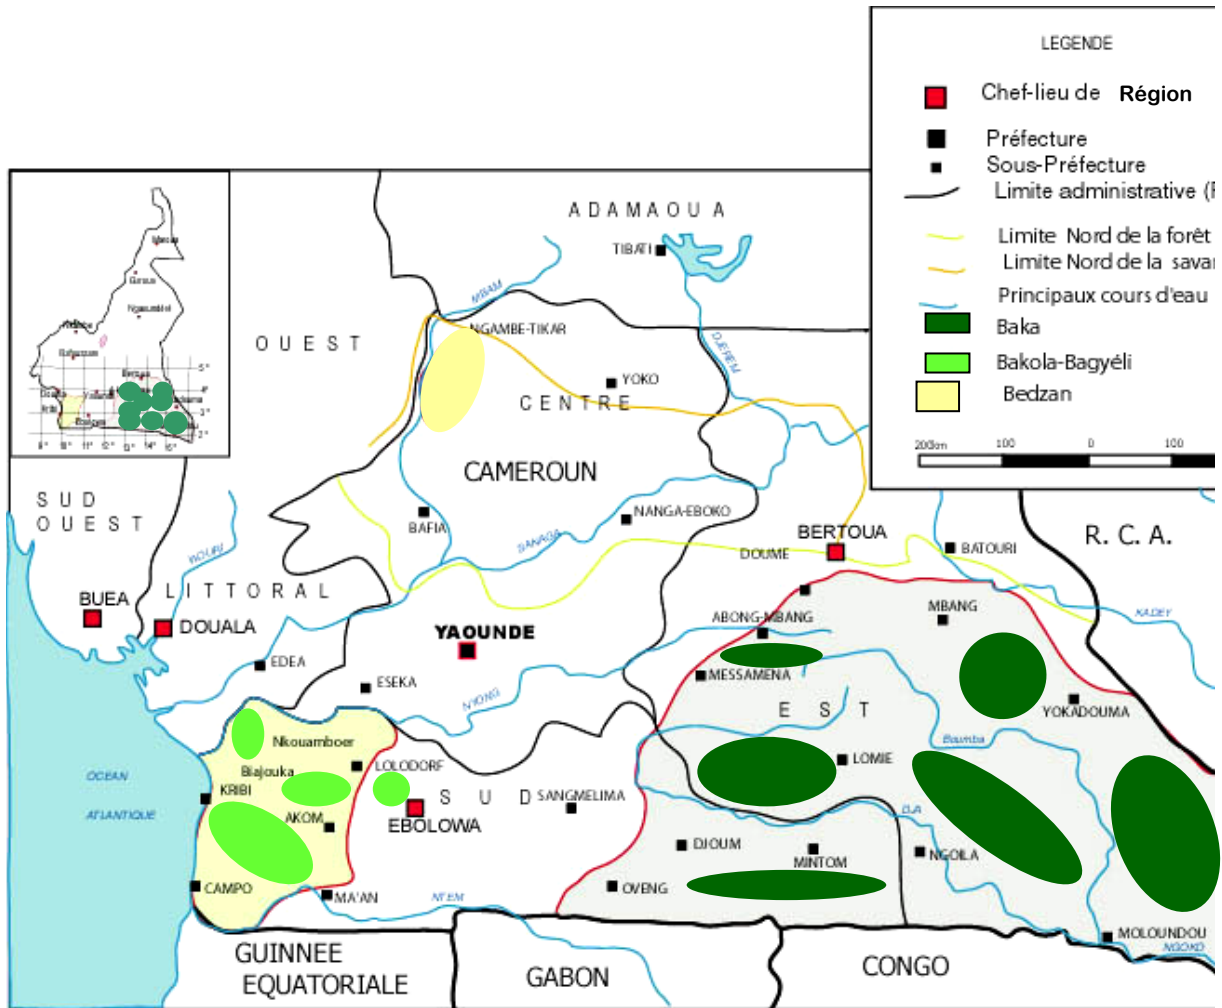 LEGENDE
Chef-lieu de Région
Préfecture
Sous-Préfecture
Limite administrative (
Limite Nord de la forêt
Limite Nord de la savan
Principaux cours d'eau
Baka
Bakola-Bagyéli
Bedzan
200km 100 0 100
ADAMAOUA
TIBATI
MBAM
DJEREM
NGAMBE-TIKAR
OUEST
YOKO
CENTRE
CAMEROUN
SUD
OUEST
BAFIA
NANGA-EBOKO
SANAGA
WOURI
BERTOUA
DOUME
BATOURI
R. C. A.
LITTORAL
BUEA
DOUALA
YAOUNDE
ABONG-MBANG
MBANG
KADEY
EDEA
ESEKA
NYONG
MESSAMENA
EST
YOKADOUMA
Nkouamboer
Boumba
Biajouka
LOLODORF
LOMIE
OCEAN
ATLANTIQUE
KRIBI
SUD
SANGMELIMA
AKOM
EBOLOWA
DJA
DJOUM
MINTOM
NGOILA
CAMPO
MA'AN
NTEM
OVENG
MOLOUNDOU
NGOKO
GUINNEE
EQUATORIALE
GABON
CONGO